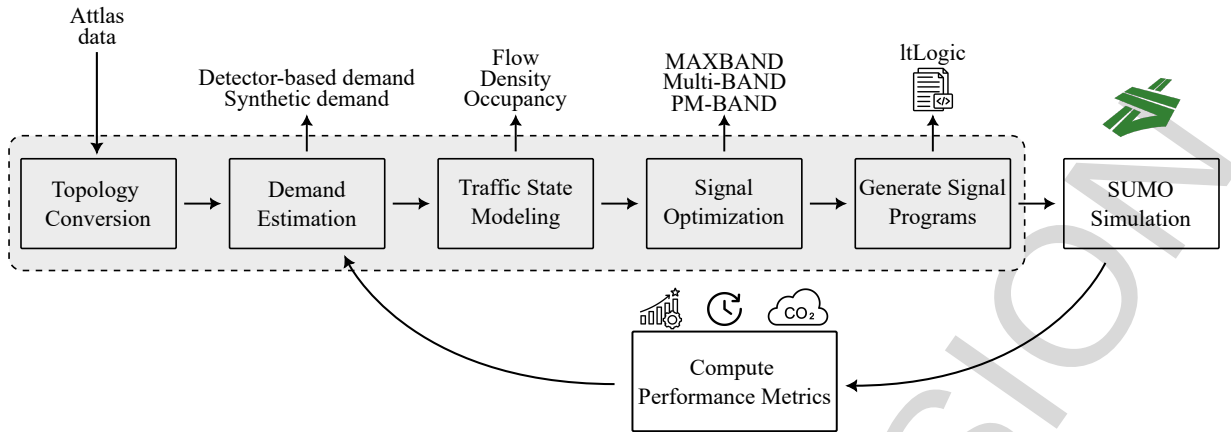 Attlas
data
Detector-based demand
Synthetic demand
Flow
Density
Occupancy
MAXBAND
Multi-BAND
PM-BAND
ltLogic
</>
Topology
Conversion
Demand
Estimation
Traffic State
Modeling
Signal
Optimization
Generate Signal
Programs
SUMO
Simulation
CO₂
Compute
Performance Metrics
SION